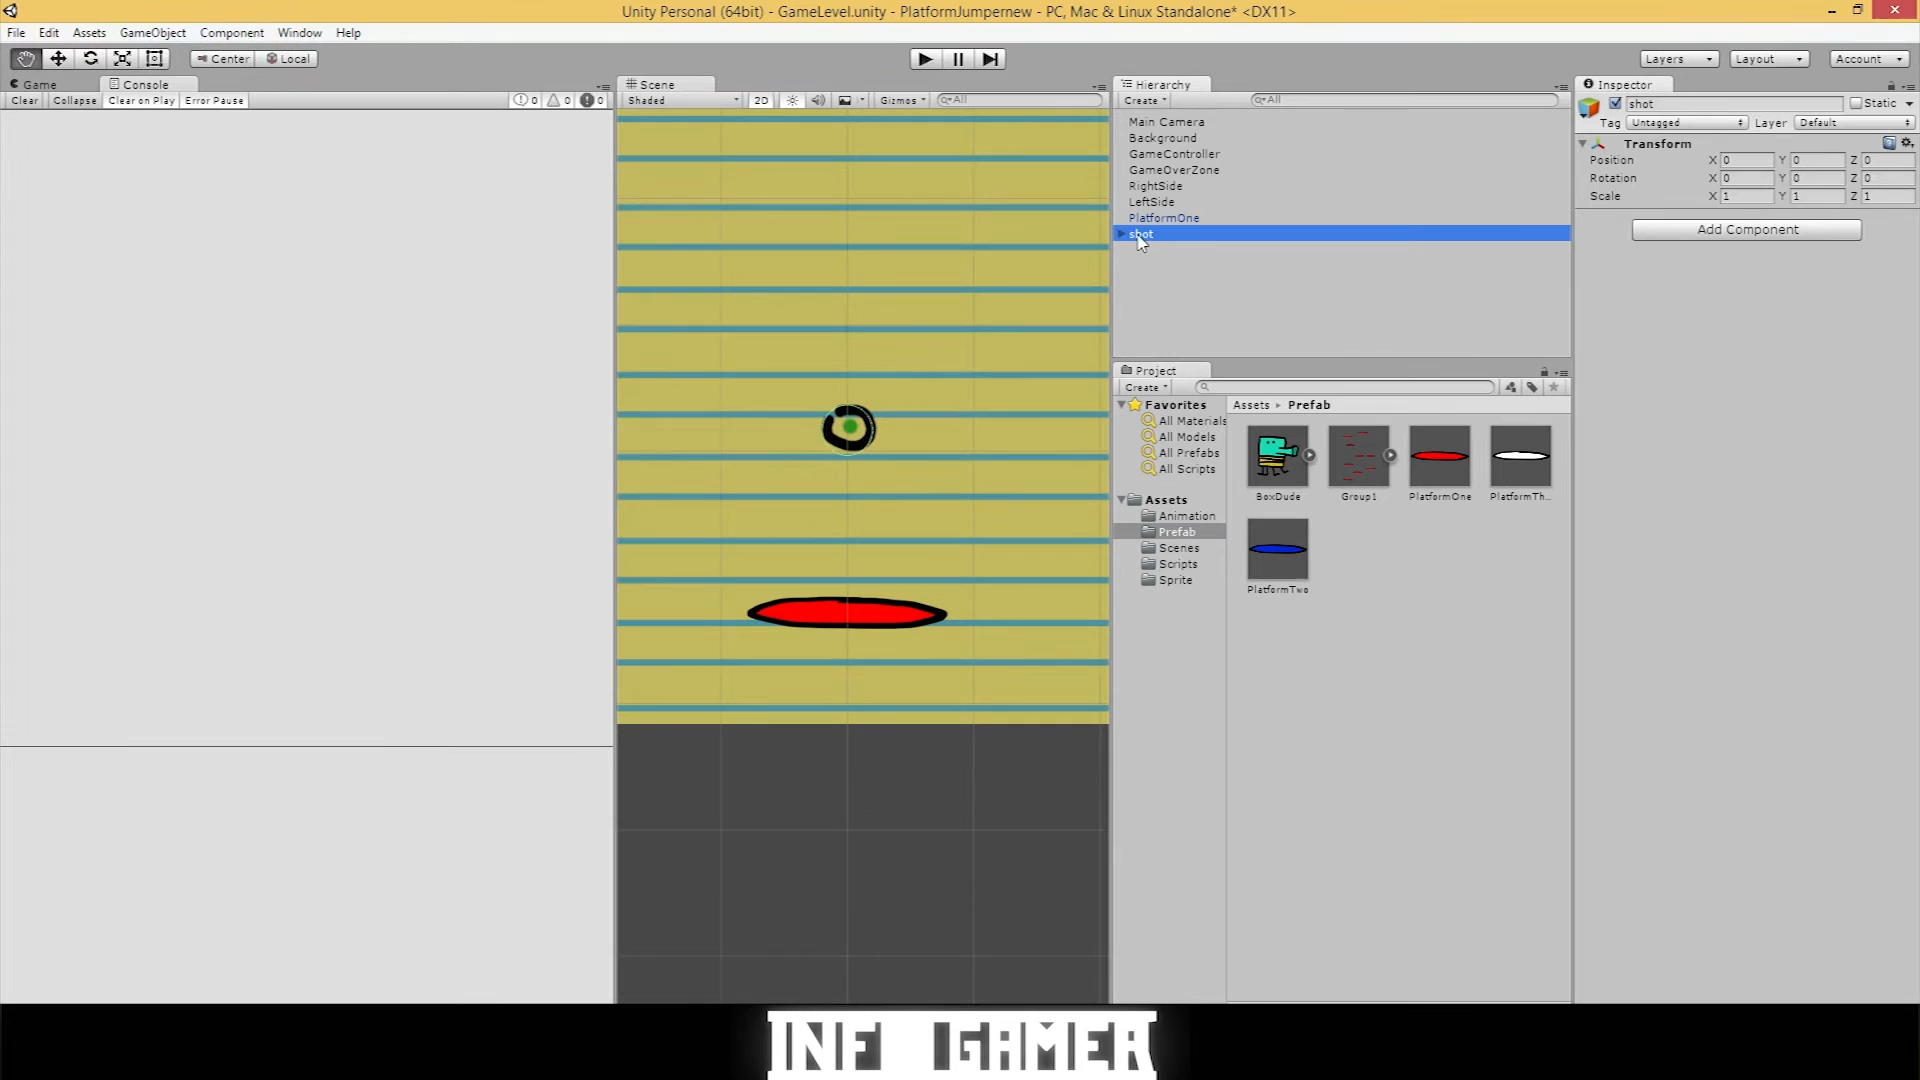 Unity Personal (64bit) - GameLevel.unity - PlatformJumpernew - PC, Mac & Linux Standalone* <DX11>
File Edit Assets GameObject Component Window Help
Center Local
Layers Layout Account
Game Console
Clear Collapse Clear on Play Error Pause 0 0 0
Scene
Shaded 2D Gizmos All
Hierarchy
Create All
Main Camera
Background
GameController
GameOverZone
RightSide
LeftSide
PlatformOne
shot
Project
Create
Favorites
All Materials
All Models
All Prefabs
All Scripts
Assets
Animation
Prefab
Scenes
Scripts
Sprite
Assets Prefab
BoxDude Group1 PlatformOne PlatformTh...
PlatformTwo
Inspector
shot Static
Tag Untagged Layer Default
Transform
Position X 0 Y 0 Z 0
Rotation X 0 Y 0 Z 0
Scale X 1 Y 1 Z 1
Add Component
INF GAMER